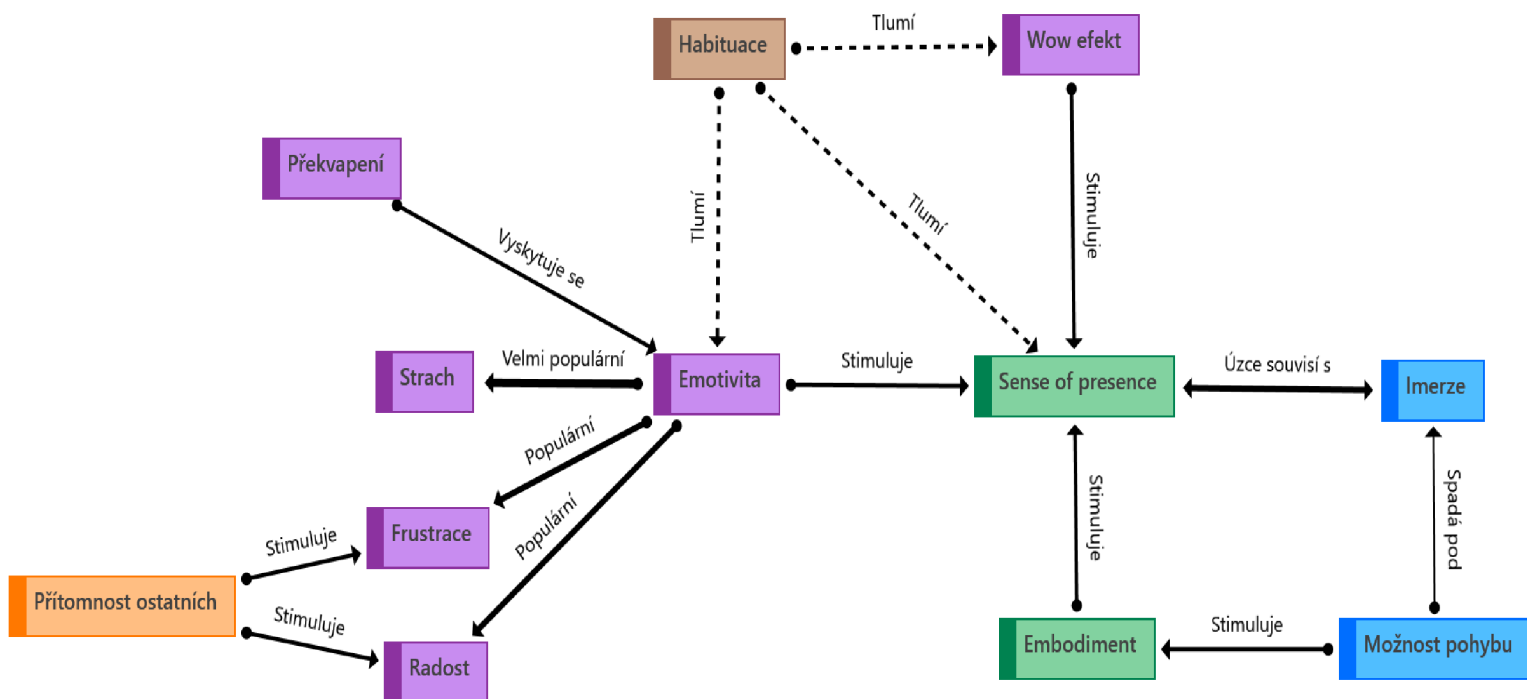 Habituace
Tlumí
Wow efekt
Překvapení
Vyskytuje se
Tlumí
Tlumí
Stimuluje
Strach
Velmi populární
Emotivita
Stimuluje
Sense of presence
Úzce souvisí s
Imerze
Populární
Populární
Stimuluje
Spadá pod
Frustrace
Stimuluje
Přítomnost ostatních
Stimuluje
Radost
Embodiment
Stimuluje
Možnost pohybu